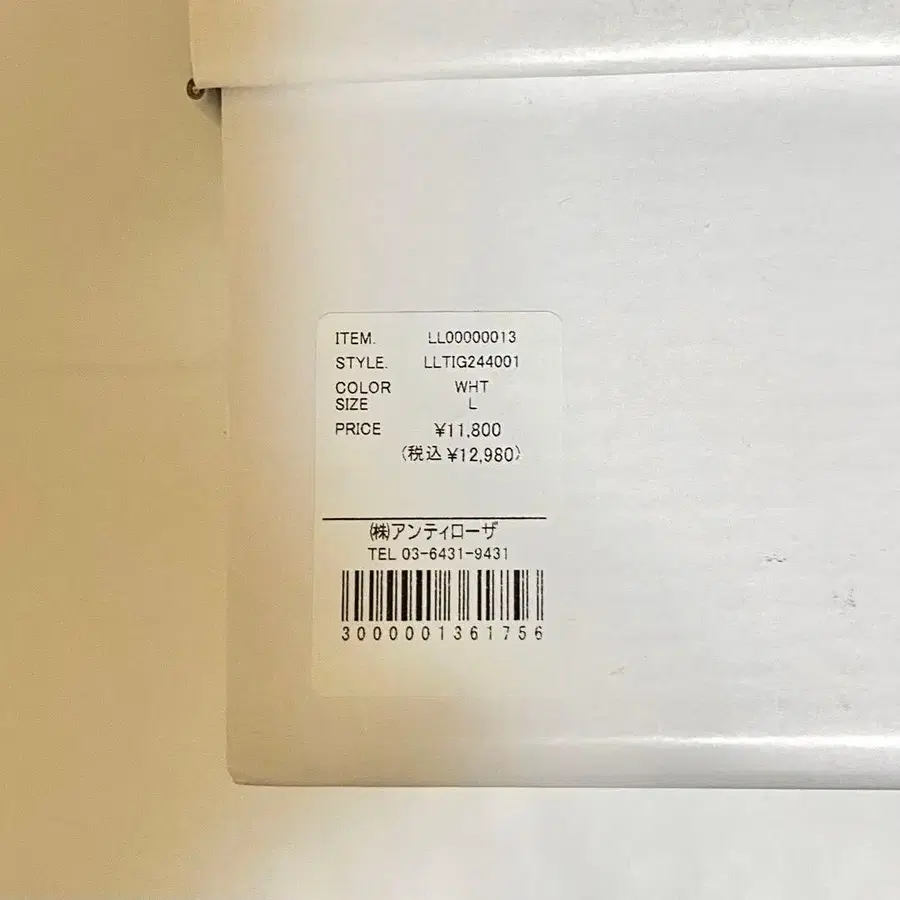 ITEM. LL00000013
STYLE. LLTIG244001
COLOR WHT
SIZE L
PRICE ¥11,800
(税込 ¥12,980)
㈱アンティローザ
TEL 03-6431-9431
3000001361756